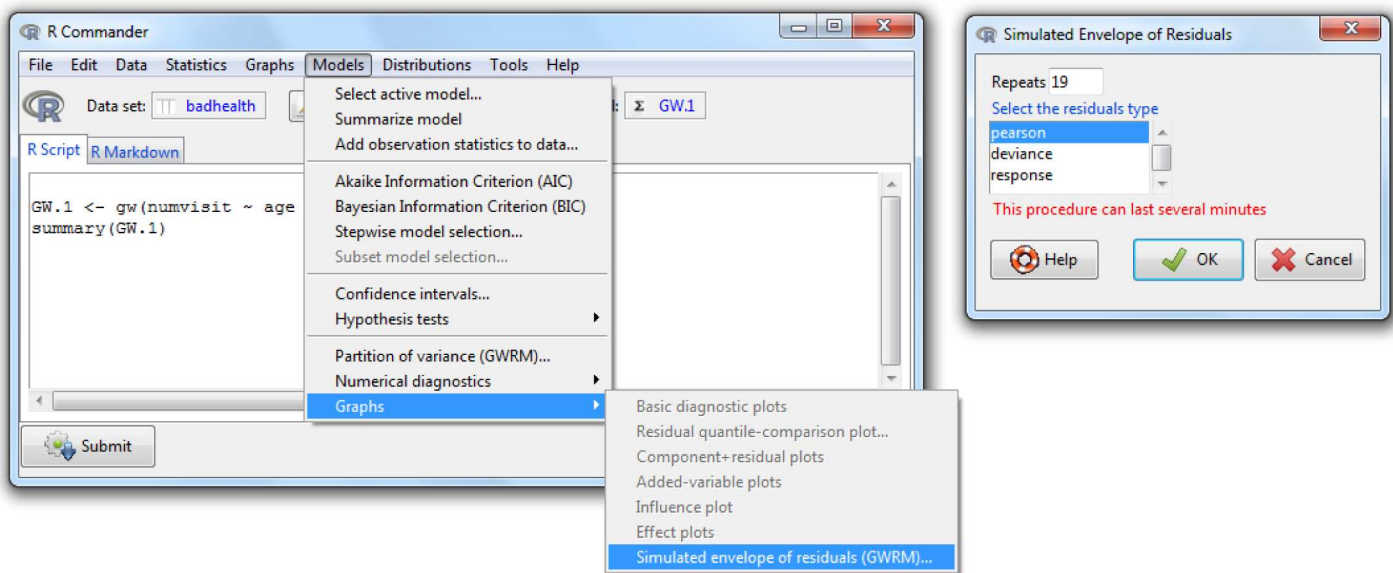 R Commander
File Edit Data Statistics Graphs Models Distributions Tools Help
Data set: badhealth
: Σ GW.1
R Script R Markdown
GW.1 <- gw(numvisit ~ age
summary(GW.1)
Submit
Select active model...
Summarize model
Add observation statistics to data...
Akaike Information Criterion (AIC)
Bayesian Information Criterion (BIC)
Stepwise model selection...
Subset model selection...
Confidence intervals...
Hypothesis tests
Partition of variance (GWRM)...
Numerical diagnostics
Graphs
Basic diagnostic plots
Residual quantile-comparison plot...
Component+residual plots
Added-variable plots
Influence plot
Effect plots
Simulated envelope of residuals (GWRM)...
Simulated Envelope of Residuals
Repeats 19
Select the residuals type
pearson
deviance
response
This procedure can last several minutes
Help OK Cancel